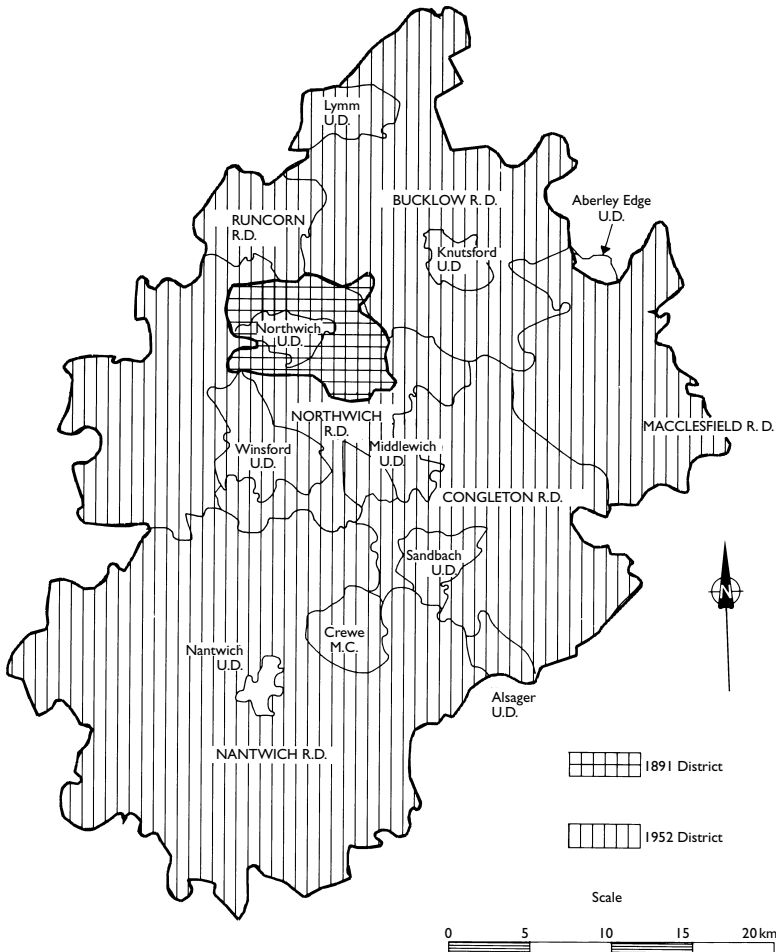 Lymm
U.D.
BUCKLOW R. D.
Aberley Edge
U.D.
RUNCORN
R.D.
Knutsford
U.D
Northwich
U.D.
NORTHWICH
R.D.
MACCLESFIELD R. D.
Winsford
U.D.
Middlewich
U.D.
CONGLETON R.D.
Sandbach
U.D.
N
Crewe
M.C.
Nantwich
U.D.
Alsager
U.D.
NANTWICH R.D.
1891 District
1952 District
Scale
0 5 10 15 20 km